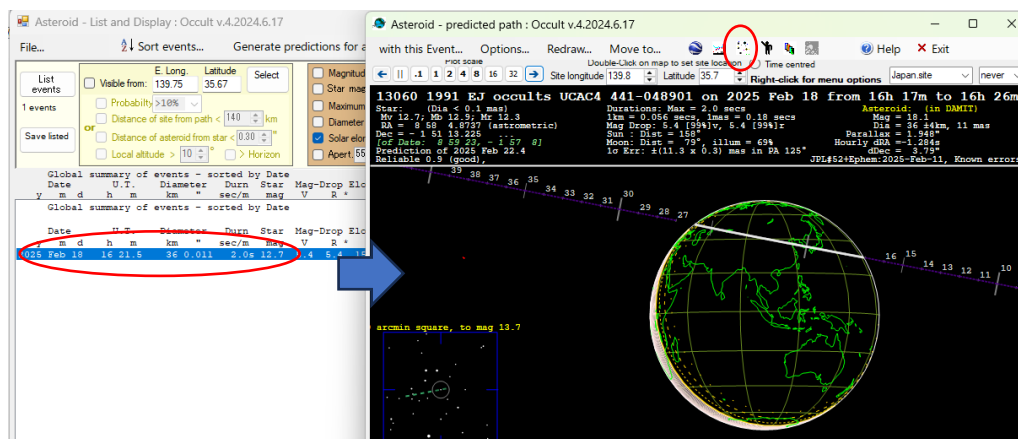 Asteroid - List and Display : Occult v.4.2024.6.17
File... Sort events... Generate predictions for a
List events
1 events
Save listed
E. Long. Latitude
Visible from: 139.75 35.67 Select
Probability >10%
Distance of site from path < 140 km
or
Distance of asteroid from star < 0.30 "
Local altitude > 10 ° > Horizon
Magnitud
Star mag
Maximum
Diameter
Solar elon
Apert. 55
Global summary of events - sorted by Date
Date U.T. Diameter Durn Star Mag-Drop Elo
y m d h m km " sec/m mag V R °
Global summary of events - sorted by Date
Date U.T. Diameter Durn Star Mag-Drop Elo
y m d h m km " sec/m mag V R °
2025 Feb 18 16 21.5 36 0.011 2.0s 12.7 .4 5.4 15
Asteroid - predicted path : Occult v.4.2024.6.17
with this Event... Options... Redraw... Move to... Help Exit
Plot scale Double-Click on map to set site location Time centred
.1 1 2 4 8 16 32 Site longitude 139.8 Latitude 35.7 Right-click for menu options Japan.site never
13060 1991 EJ occults UCAC4 441-048901 on 2025 Feb 18 from 16h 17m to 16h 26m
Star: (Dia < 0.1 mas) Durations: Max = 2.0 secs Asteroid: (in DAMIT)
Mv 12.7; Mb 12.9; Mr 12.3 1km = 0.056 secs, 1mas = 0.18 secs Mag = 18.1
RA = 8 58 4.0737 (astrometric) Mag Drop: 5.4 [99%]v, 5.4 [99%]r Dia = 36 ±4km, 11 mas
Dec = - 1 51 13.225 ... Sun : Dist = 158° Parallax = 1.948"
[of Date: 8 59 23, - 1 57 8] Moon: Dist = 79°, illum = 69% Hourly dRA =-1.284s
Prediction of 2025 Feb 22.4 1σ Err: ±(11.3 x 0.3) mas in PA 125° dDec = 3.79"
Reliable 0.9 (good), JPL#52+Ephem:2025-Feb-11, Known errors
39 38 37 36 35 34 33 32 31 30 29 28 27
16 15 14 13 12 11 10
arcmin square, to mag 13.7